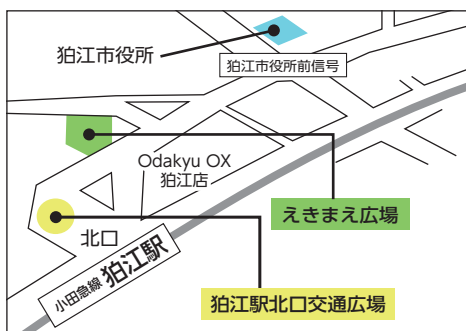 狛江市役所
狛江市役所前信号
Odakyu OX
狛江店
えきまえ広場
北口
小田急線 狛江駅
狛江駅北口交通広場